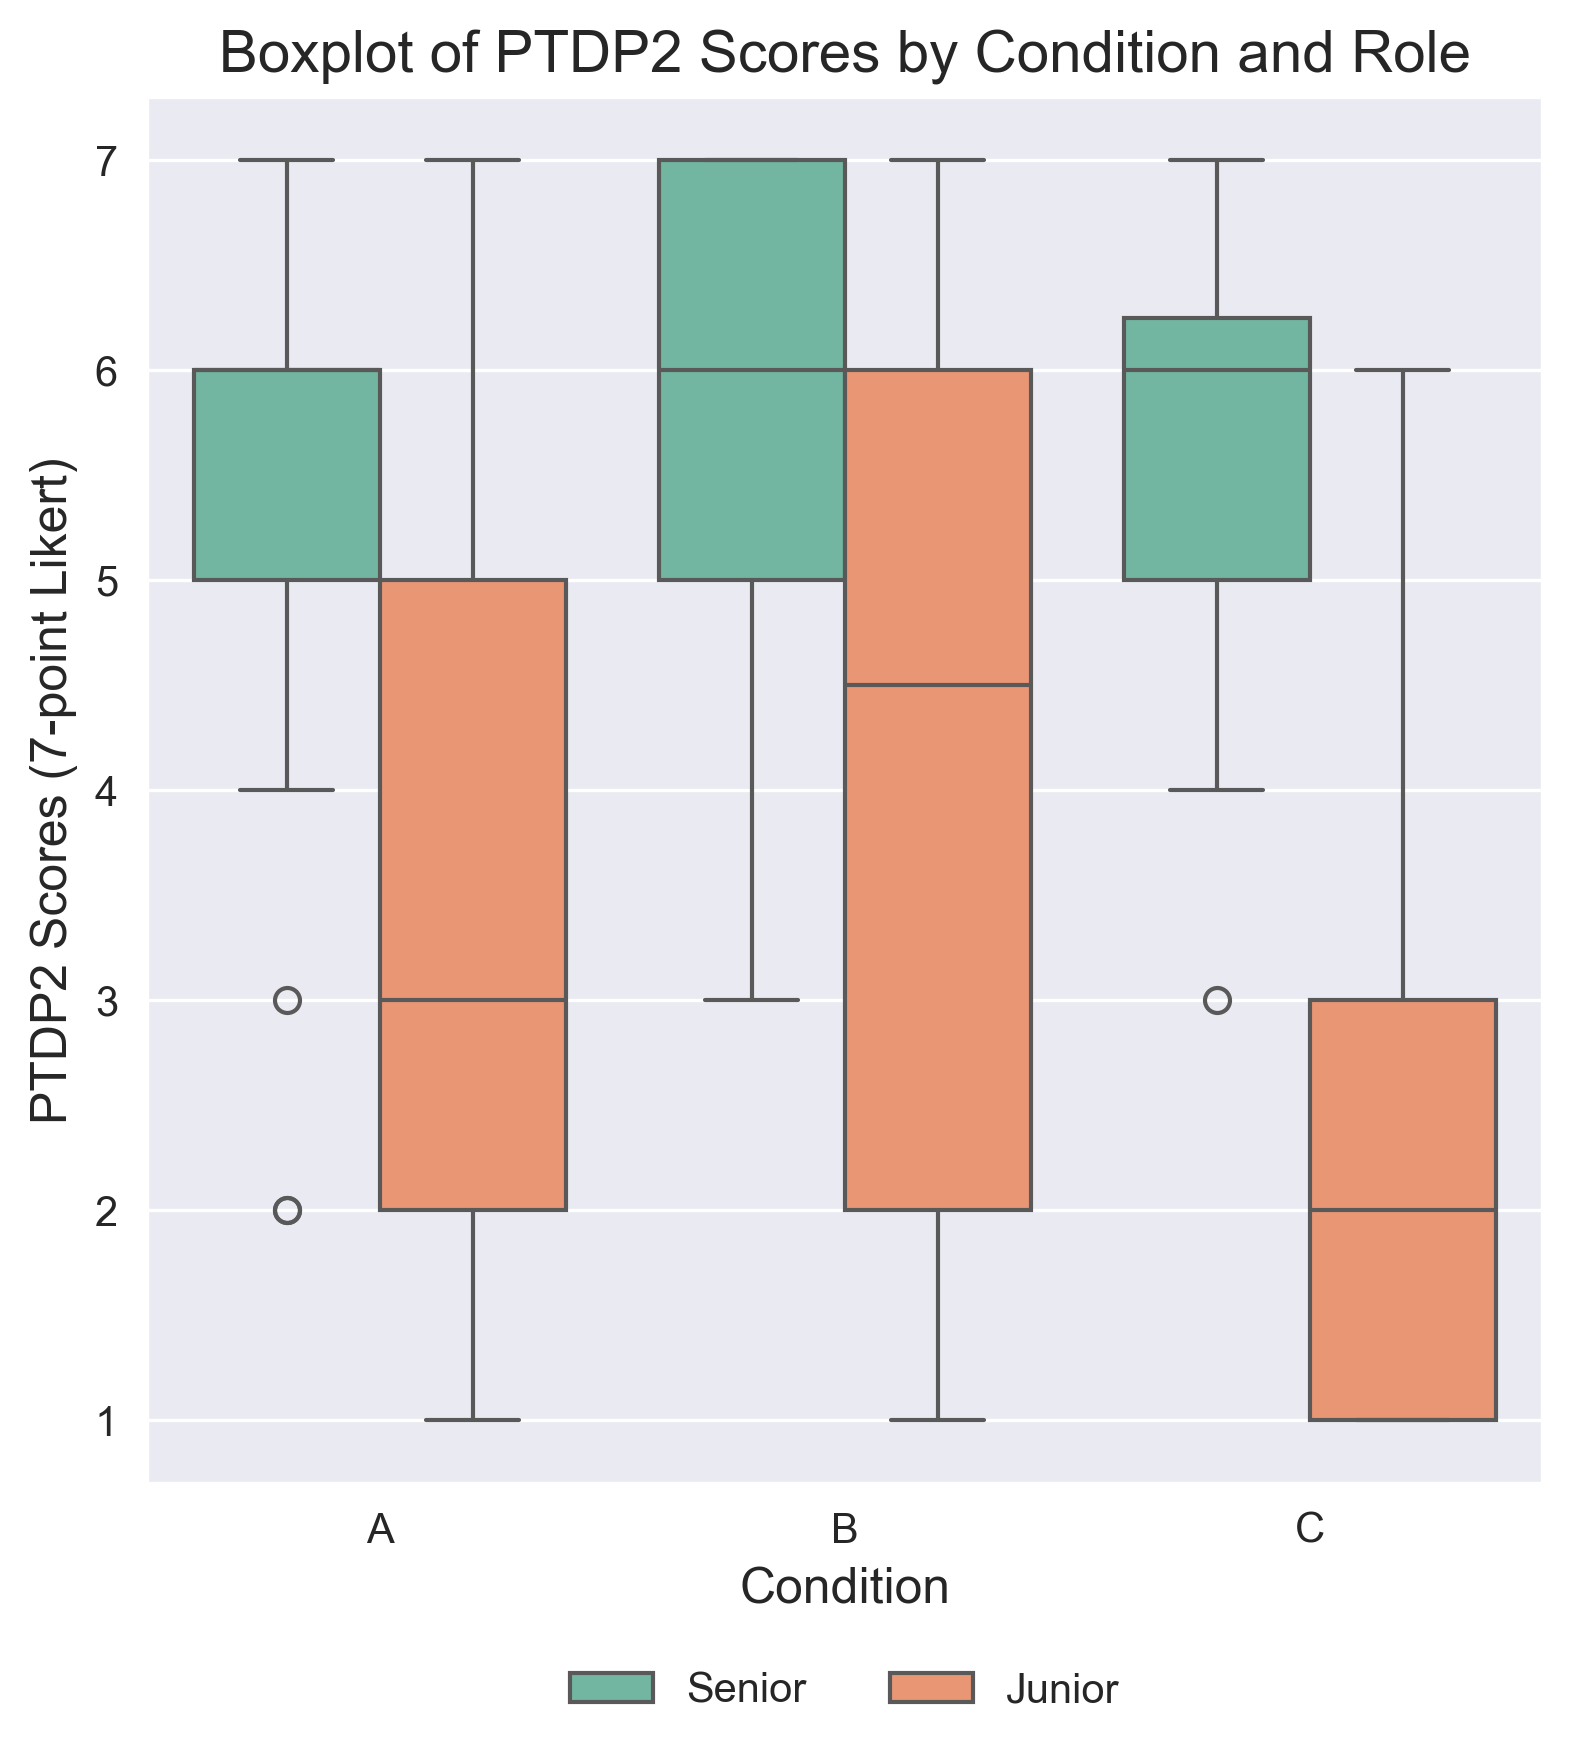 Boxplot of PTDP2 Scores by Condition and Role
PTDP2 Scores (7-point Likert)
7
6
5
4
3
2
1
A B C
Condition
Senior Junior